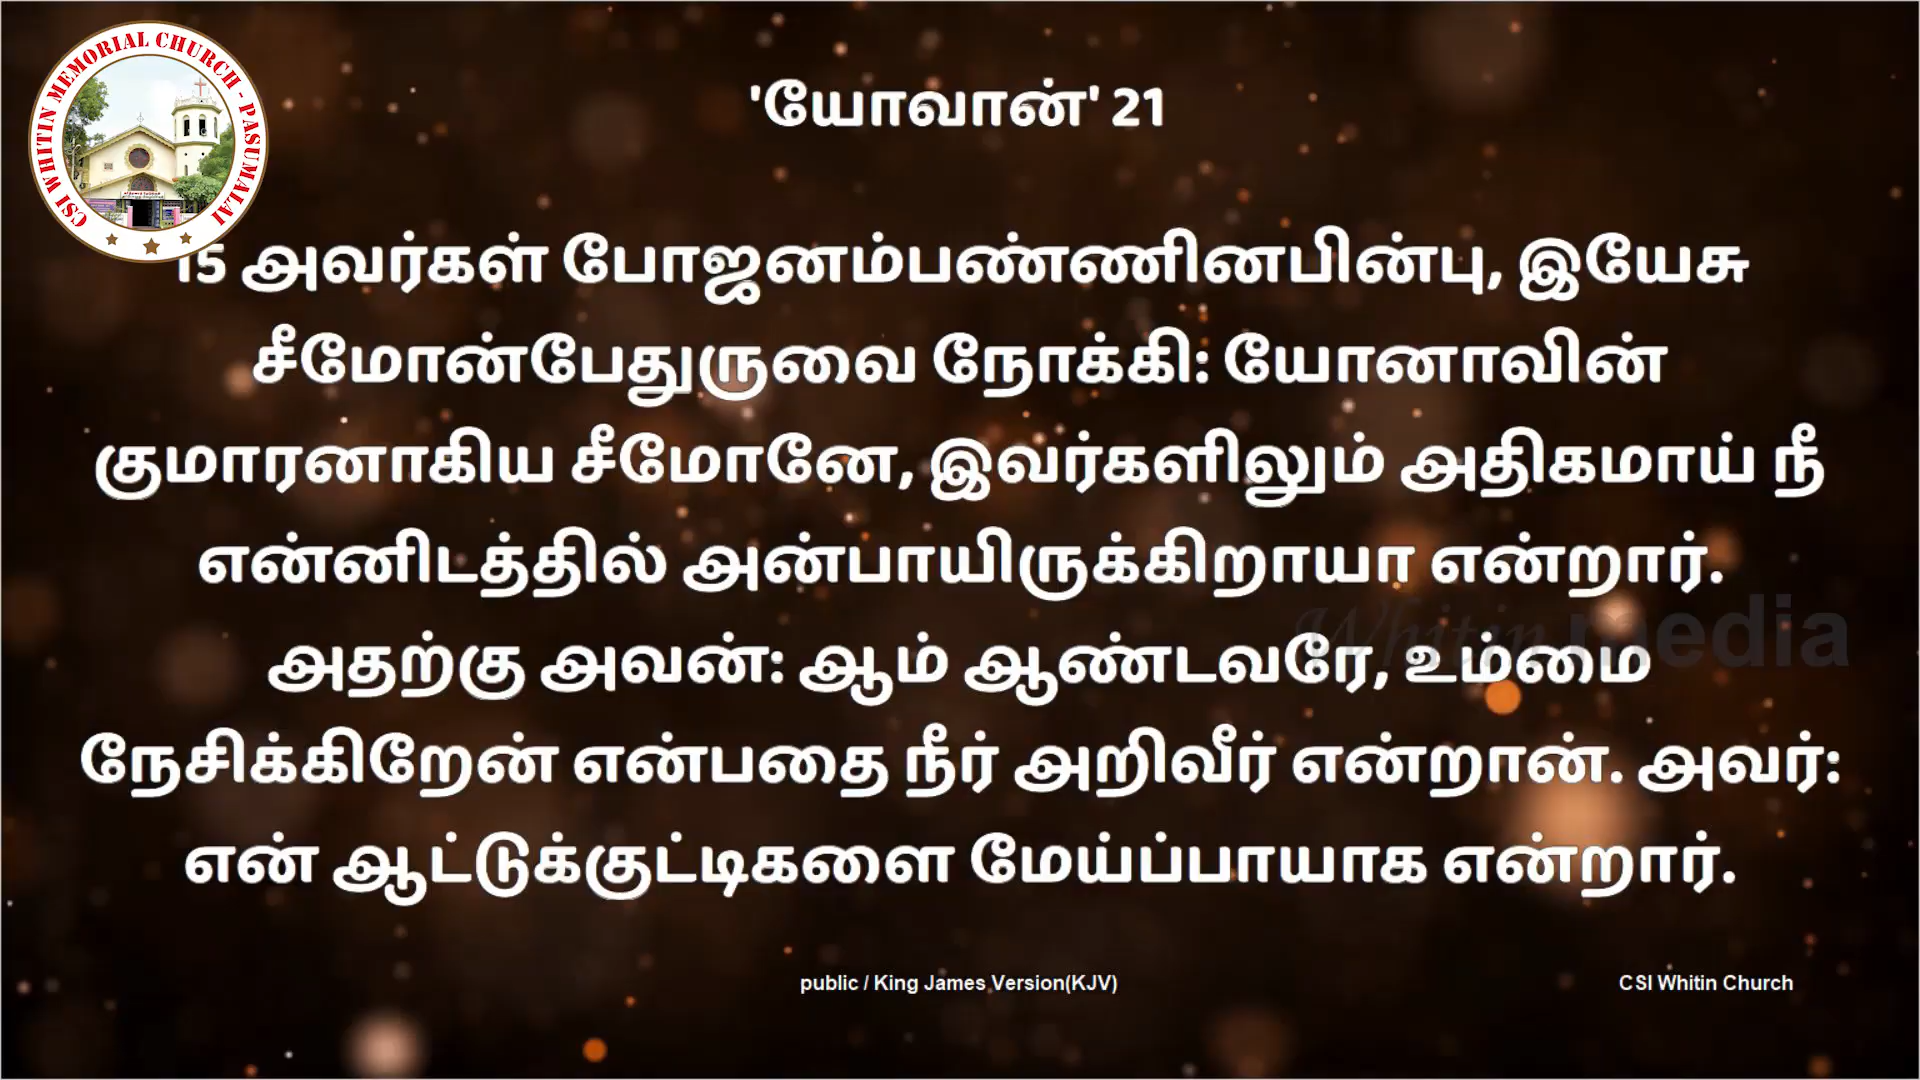 CSI WHITIN MEMORIAL CHURCH - PASUMALAI
'யோவான்' 21
15 அவர்கள் போஜனம்பண்ணினபின்பு, இயேசு
சீமோன்பேதுருவை நோக்கி: யோனாவின்
குமாரனாகிய சீமோனே, இவர்களிலும் அதிகமாய் நீ
என்னிடத்தில் அன்பாயிருக்கிறாயா என்றார்.
அதற்கு அவன்: ஆம் ஆண்டவரே, உம்மை
நேசிக்கிறேன் என்பதை நீர் அறிவீர் என்றான். அவர்:
என் ஆட்டுக்குட்டிகளை மேய்ப்பாயாக என்றார்.
Whitin media
public / King James Version(KJV)
CSI Whitin Church